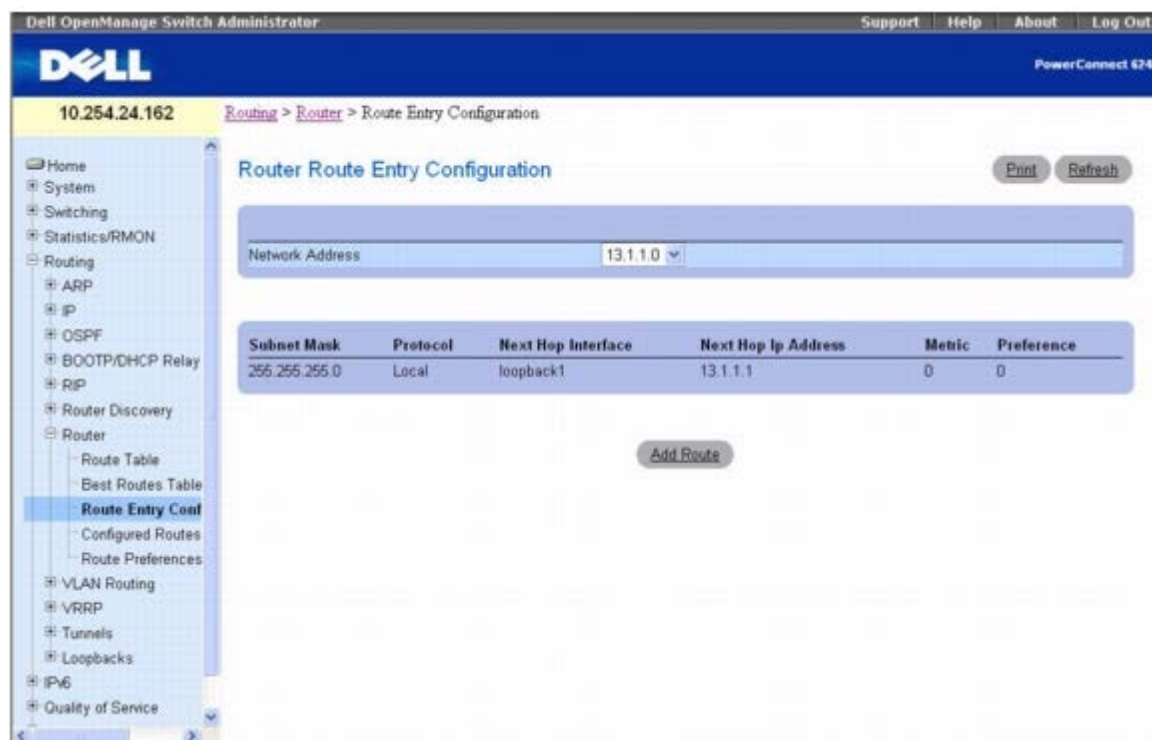 Dell OpenManage Switch Administrator
Support Help About Log Out
DELL
PowerConnect 624
10.254.24.162
Routing > Router > Route Entry Configuration
Home
System
Switching
Statistics/RMON
Routing
ARP
IP
OSPF
BOOTP/DHCP Relay
RIP
Router Discovery
Router
Route Table
Best Routes Table
Route Entry Conf
Configured Routes
Route Preferences
VLAN Routing
VRRP
Tunnels
Loopbacks
IPv6
Quality of Service
Router Route Entry Configuration
Print Refresh
Network Address 13.1.1.0
Subnet Mask Protocol Next Hop Interface Next Hop Ip Address Metric Preference
255.255.255.0 Local loopback1 13.1.1.1 0 0
Add Route